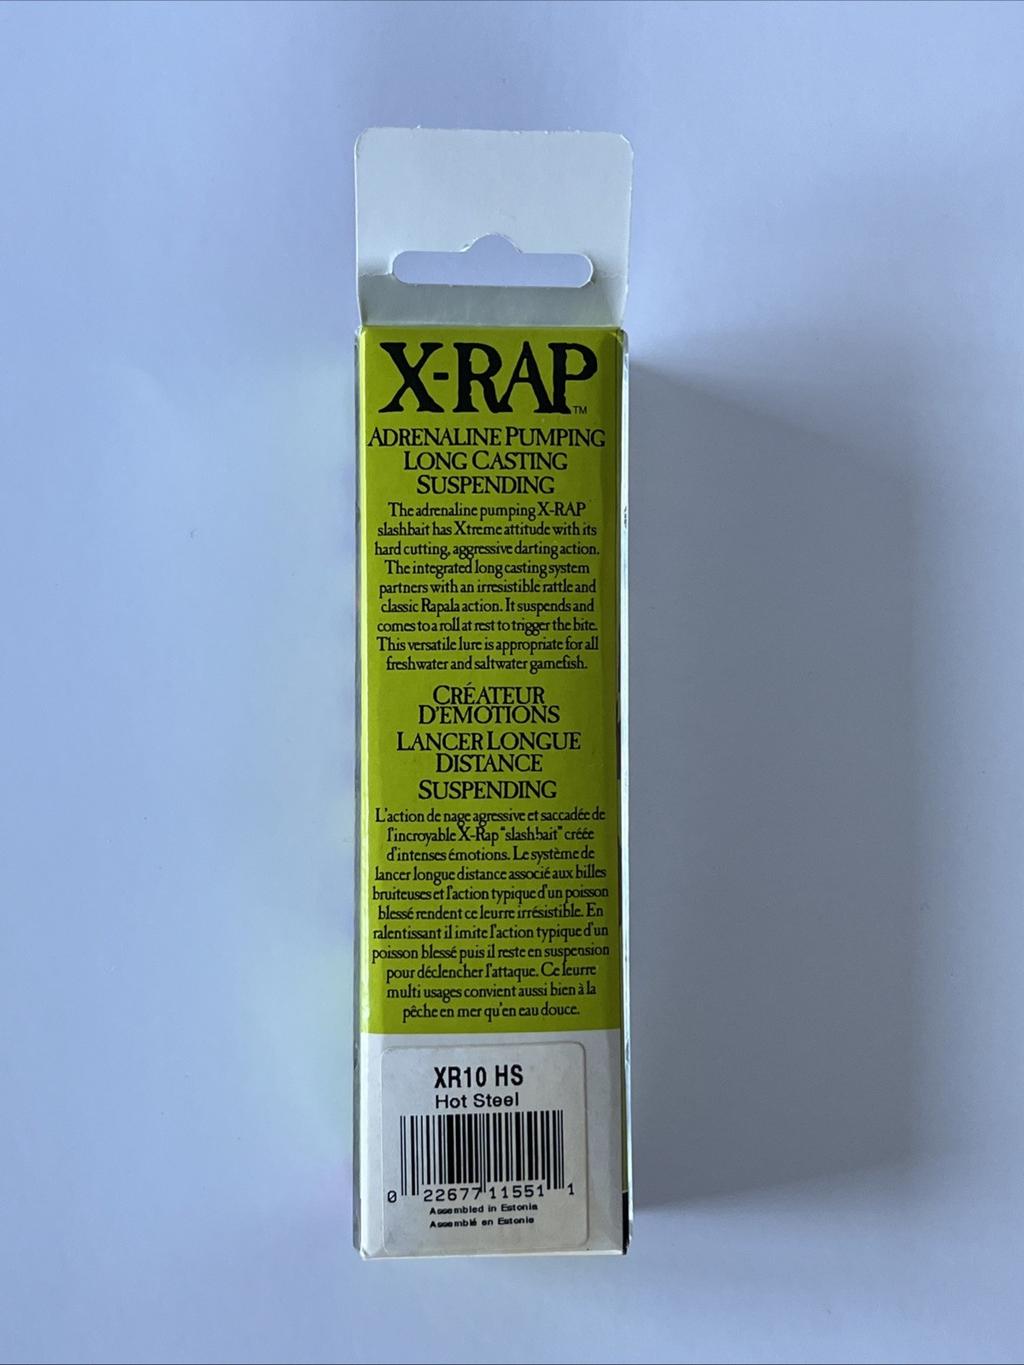 X-RAP™
ADRENALINE PUMPING
LONG CASTING
SUSPENDING
The adrenaline pumping X-RAP
slashbait has Xtreme attitude with its
hard cutting, aggressive darting action.
The integrated long casting system
partners with an irresistible rattle and
classic Rapala action. It suspends and
comes to a roll at rest to trigger the bite.
This versatile lure is appropriate for all
freshwater and saltwater gamefish.
CRÉATEUR
D'EMOTIONS
LANCER LONGUE
DISTANCE
SUSPENDING
L'action de nage agressive et saccadée de
l'incroyable X-Rap "slashbait" créée
d'intenses émotions. Le système de
lancer longue distance associé aux billes
bruiteuses et l'action typique d'un poisson
blessé rendent ce leurre irrésistible. En
ralentissant il imite l'action typique d'un
poisson blessé puis il reste en suspension
pour déclencher l'attaque. Ce leurre
multi usages convient aussi bien à la
pêche en mer qu'en eau douce.
XR10 HS
Hot Steel
0 22677 11551 1
Assembled in Estonia
Assemblé en Estonie